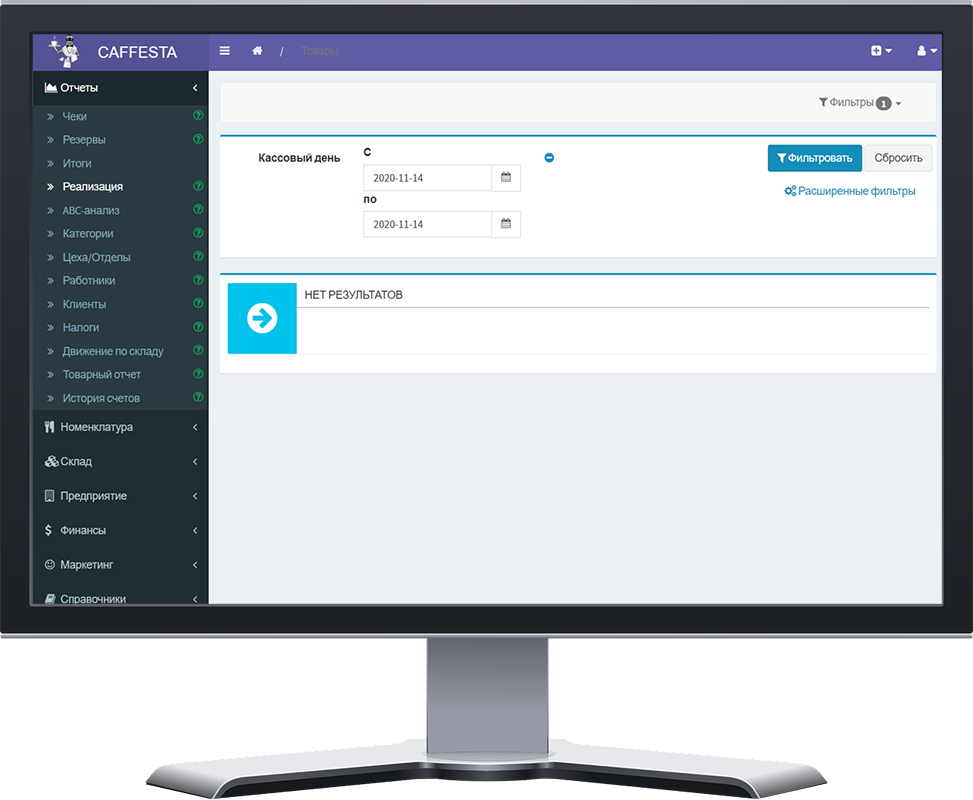 CAFFESTA
/ Товары
Отчеты
Чеки
Резервы
Итоги
Реализация
ABC-анализ
Категории
Цеха/Отделы
Работники
Клиенты
Налоги
Движение по складу
Товарный отчет
История счетов
Номенклатура
Склад
Предприятие
Финансы
Маркетинг
Справочники
Фильтры 1
Кассовый день
С
2020-11-14
по
2020-11-14
Фильтровать
Сбросить
Расширенные фильтры
НЕТ РЕЗУЛЬТАТОВ